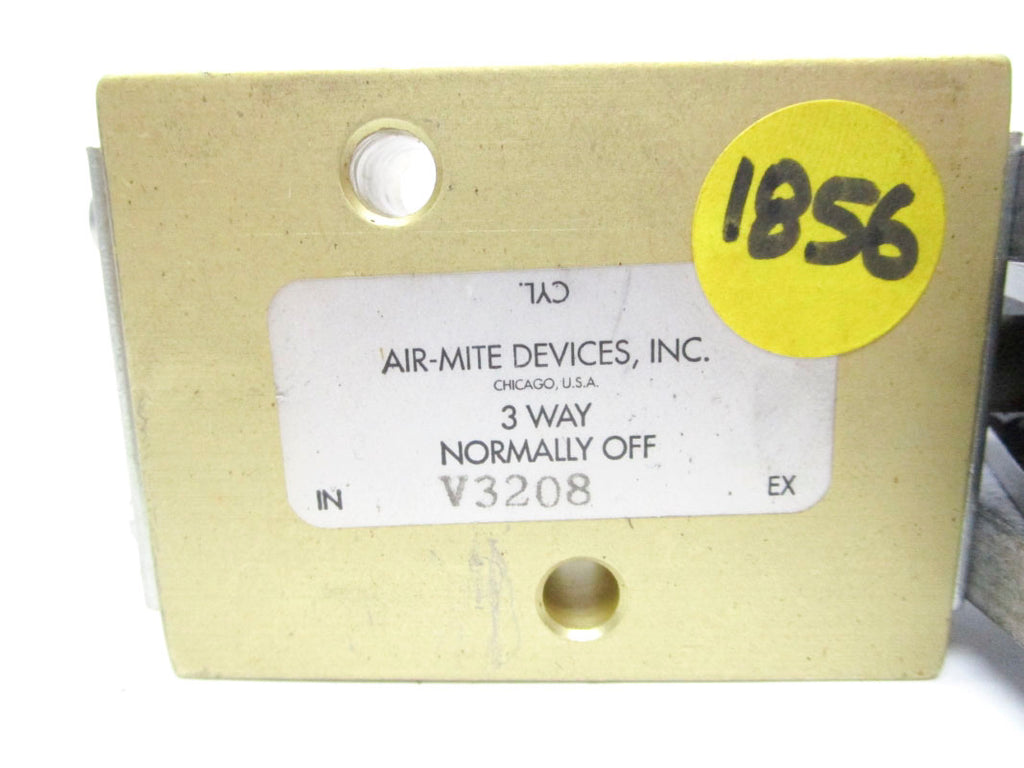 1856
CYL.
AIR-MITE DEVICES, INC.
CHICAGO, U.S.A.
3 WAY
NORMALLY OFF
IN V3208 EX